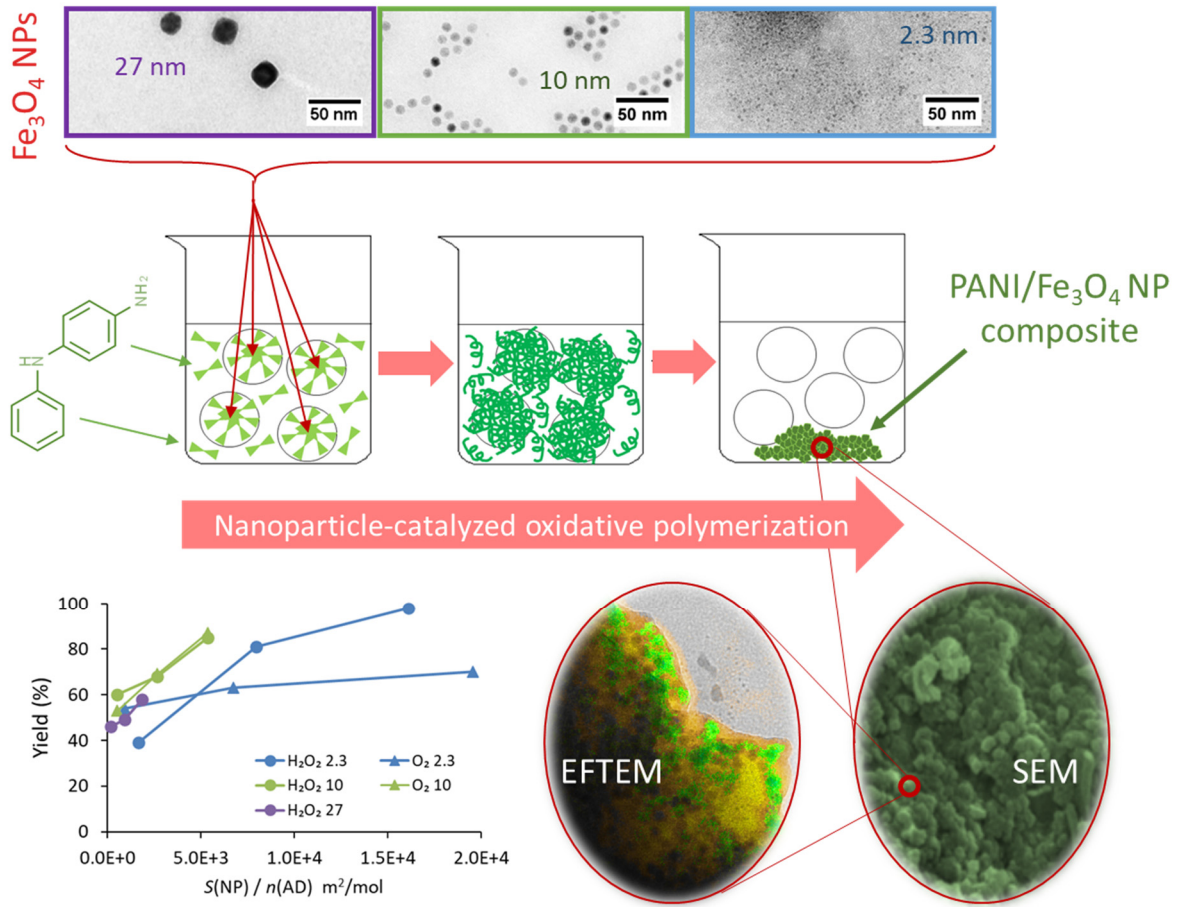 Fe₃O₄ NPs
27 nm
50 nm
10 nm
50 nm
2.3 nm
50 nm
NH₂
H
N
PANI/Fe₃O₄ NP
composite
Nanoparticle-catalyzed oxidative polymerization
100
80
60
40
20
0
Yield (%)
H₂O₂ 2.3
O₂ 2.3
H₂O₂ 10
O₂ 10
H₂O₂ 27
0.0E+0
5.0E+3
1.0E+4
1.5E+4
2.0E+4
S(NP) / n(AD) m²/mol
EFTEM
SEM